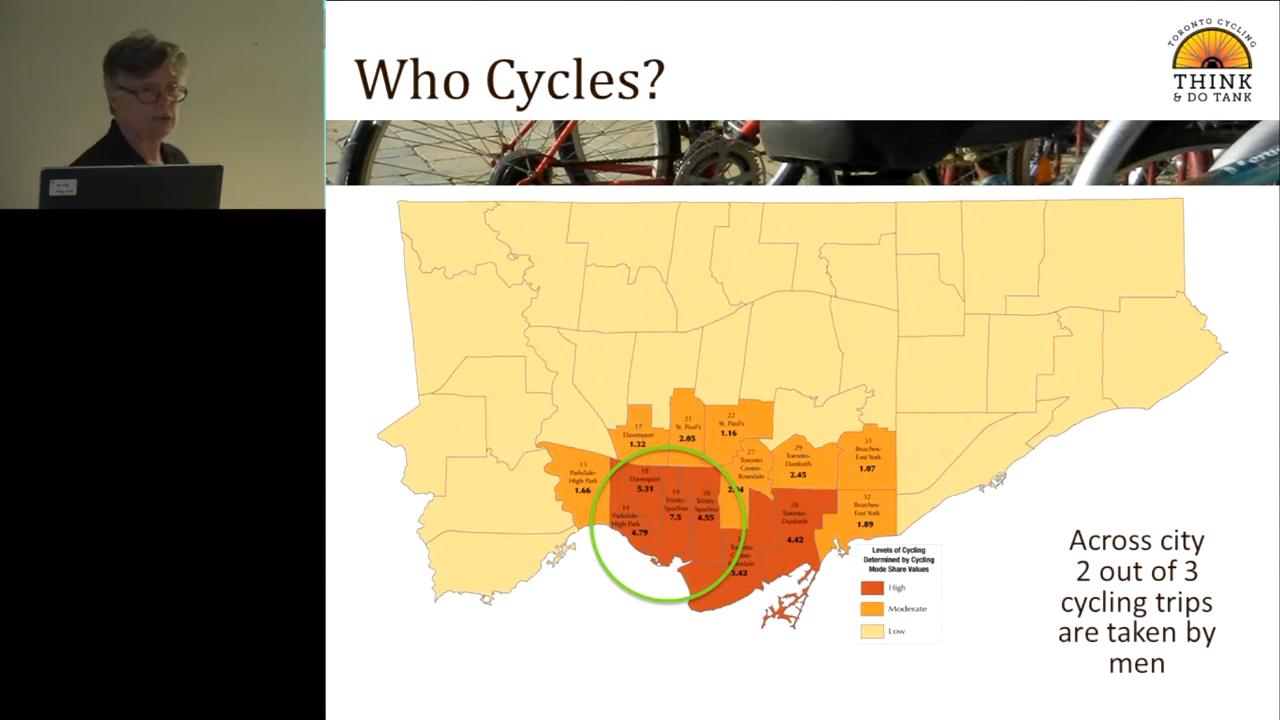 Who Cycles?
TORONTO CYCLING
THINK
& DO TANK
17
Davenport
1.32
21
St. Paul's
2.05
22
St. Paul's
1.16
13
Parkdale-
High Park
1.66
18
Davenport
5.31
14
Parkdale-
High Park
4.79
19
Trinity-
Spadina
7.5
20
Trinity-
Spadina
4.55
27
Toronto
Centre-
Rosedale
29
Toronto-
Danforth
2.45
31
Beaches-
East York
1.07
30
Toronto-
Danforth
4.42
32
Beaches-
East York
1.89
Toronto
3.42
Levels of Cycling
Determined by Cycling
Mode Share Values
High
Moderate
Low
Across city
2 out of 3
cycling trips
are taken by
men